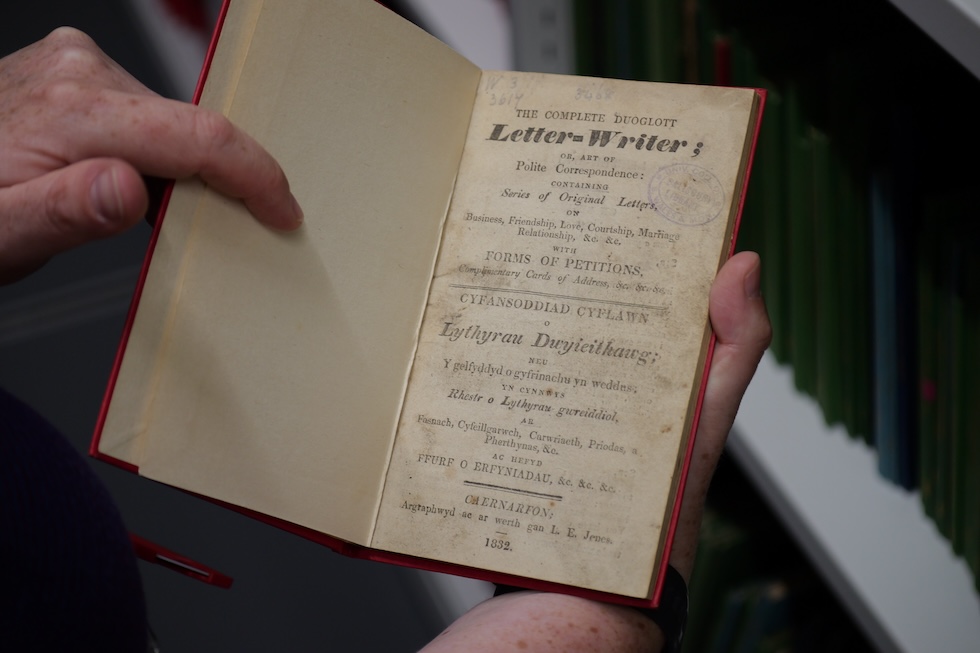 THE COMPLETE DUOGLOTT
Letter=Writer;
OR, ART OF
Polite Correspondence:
CONTAINING
Series of Original Letters,
ON
Business, Friendship, Love, Courtship, Marriage
Relationship, &c. &c.
WITH
FORMS OF PETITIONS,
Complimentary Cards of Address, &c. &c. &c.
CYFANSODDIAD CYFLAWN
O
Lythyrau Dwyieithawg;
NEU
Y gelfyddyd o gyfrinachu yn weddus;
YN CYNNWYS
Rhestr o Lythyrau gwreiddiol,
AR
Fasnach, Cyfeillgarwch, Carwriaeth, Priodas, a
Pherthynas, &c.
AC HEFYD
FFURF O ERFYNIADAU, &c. &c. &c.
CAERNARFON:
Argraphwyd ac ar werth gan L. E. Jones.
1832.